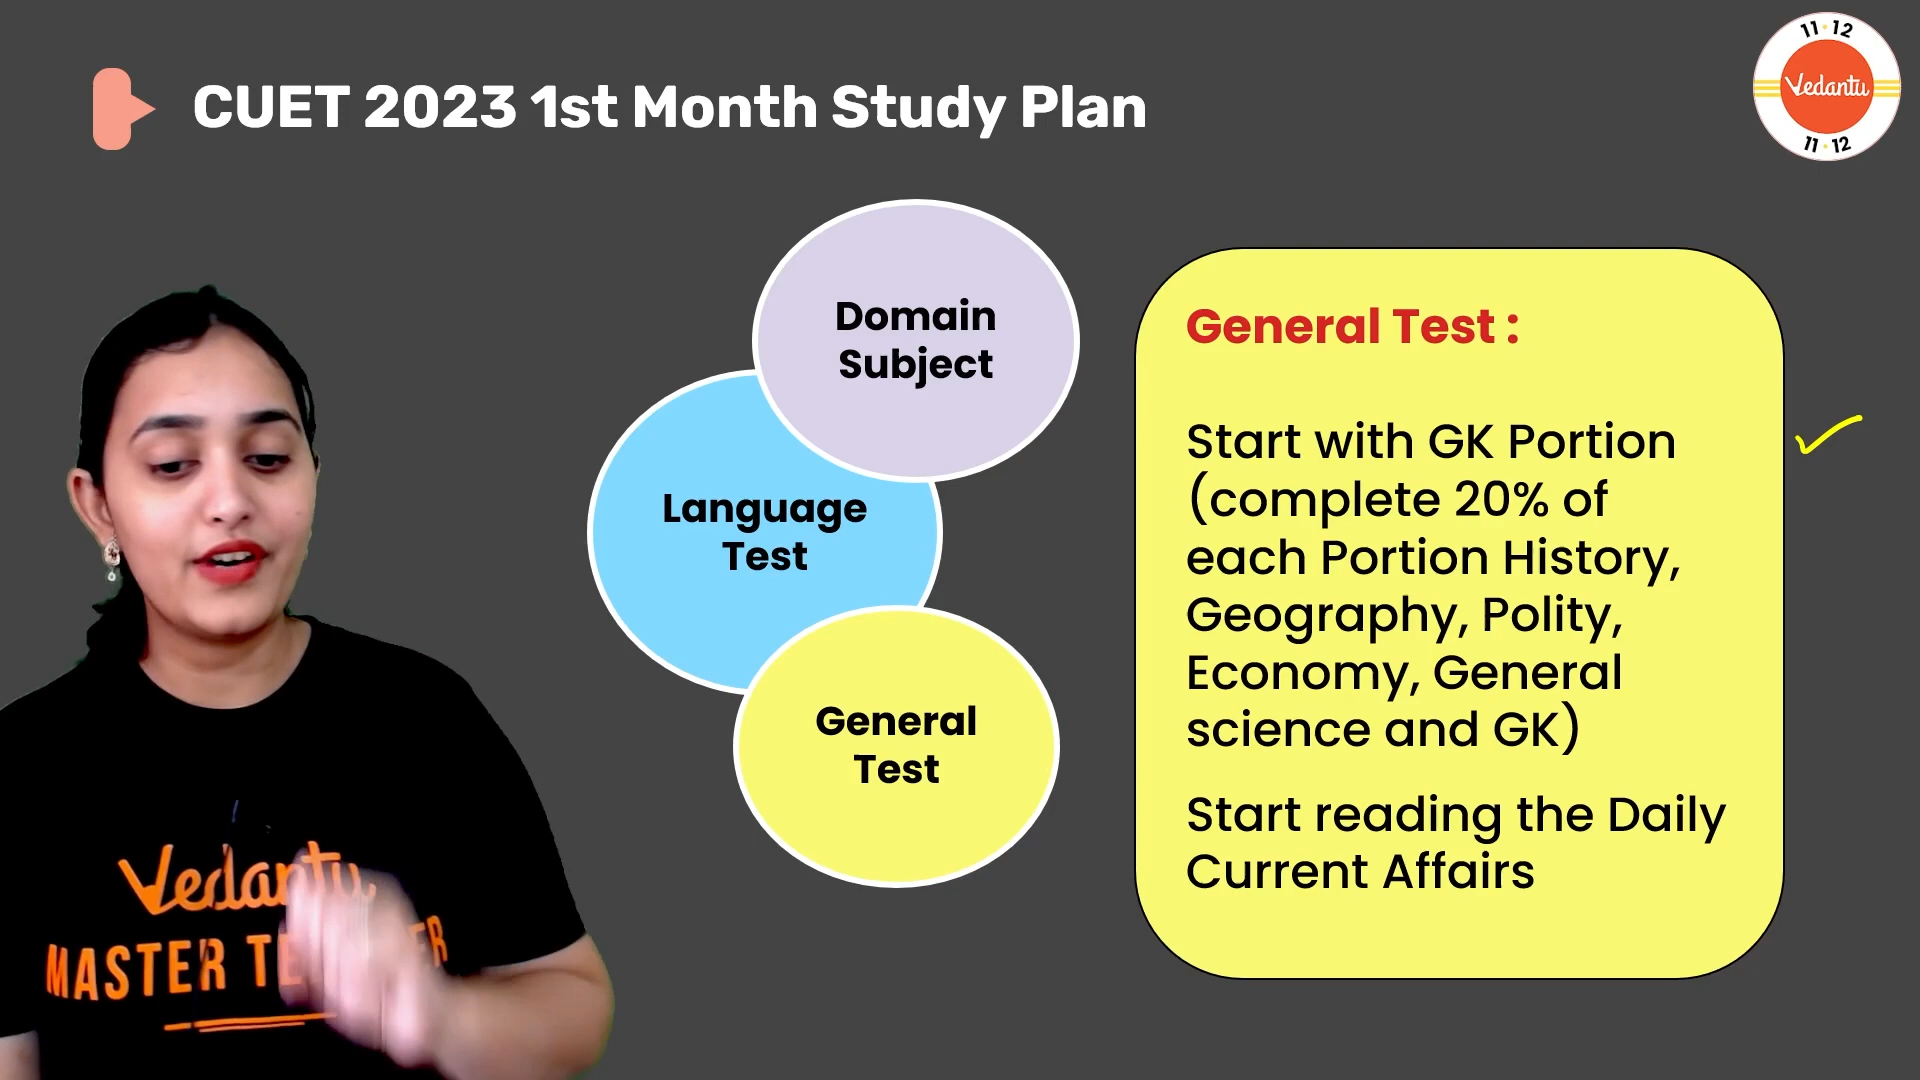 CUET 2023 1st Month Study Plan
11·12
Vedantu
11·12
Domain
Subject
Language
Test
General
Test
General Test :
Start with GK Portion
(complete 20% of
each Portion History,
Geography, Polity,
Economy, General
science and GK)
Start reading the Daily
Current Affairs
Vedantu
MASTER TE ER